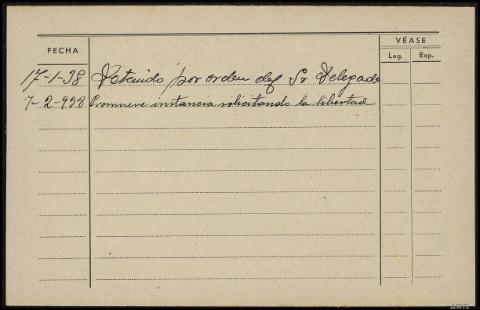 FECHA VÉASE
Leg. Exp.
17-1-38 Detenido por orden del Sr Delegado
7-2-938 Promueve instancia solicitando la libertad